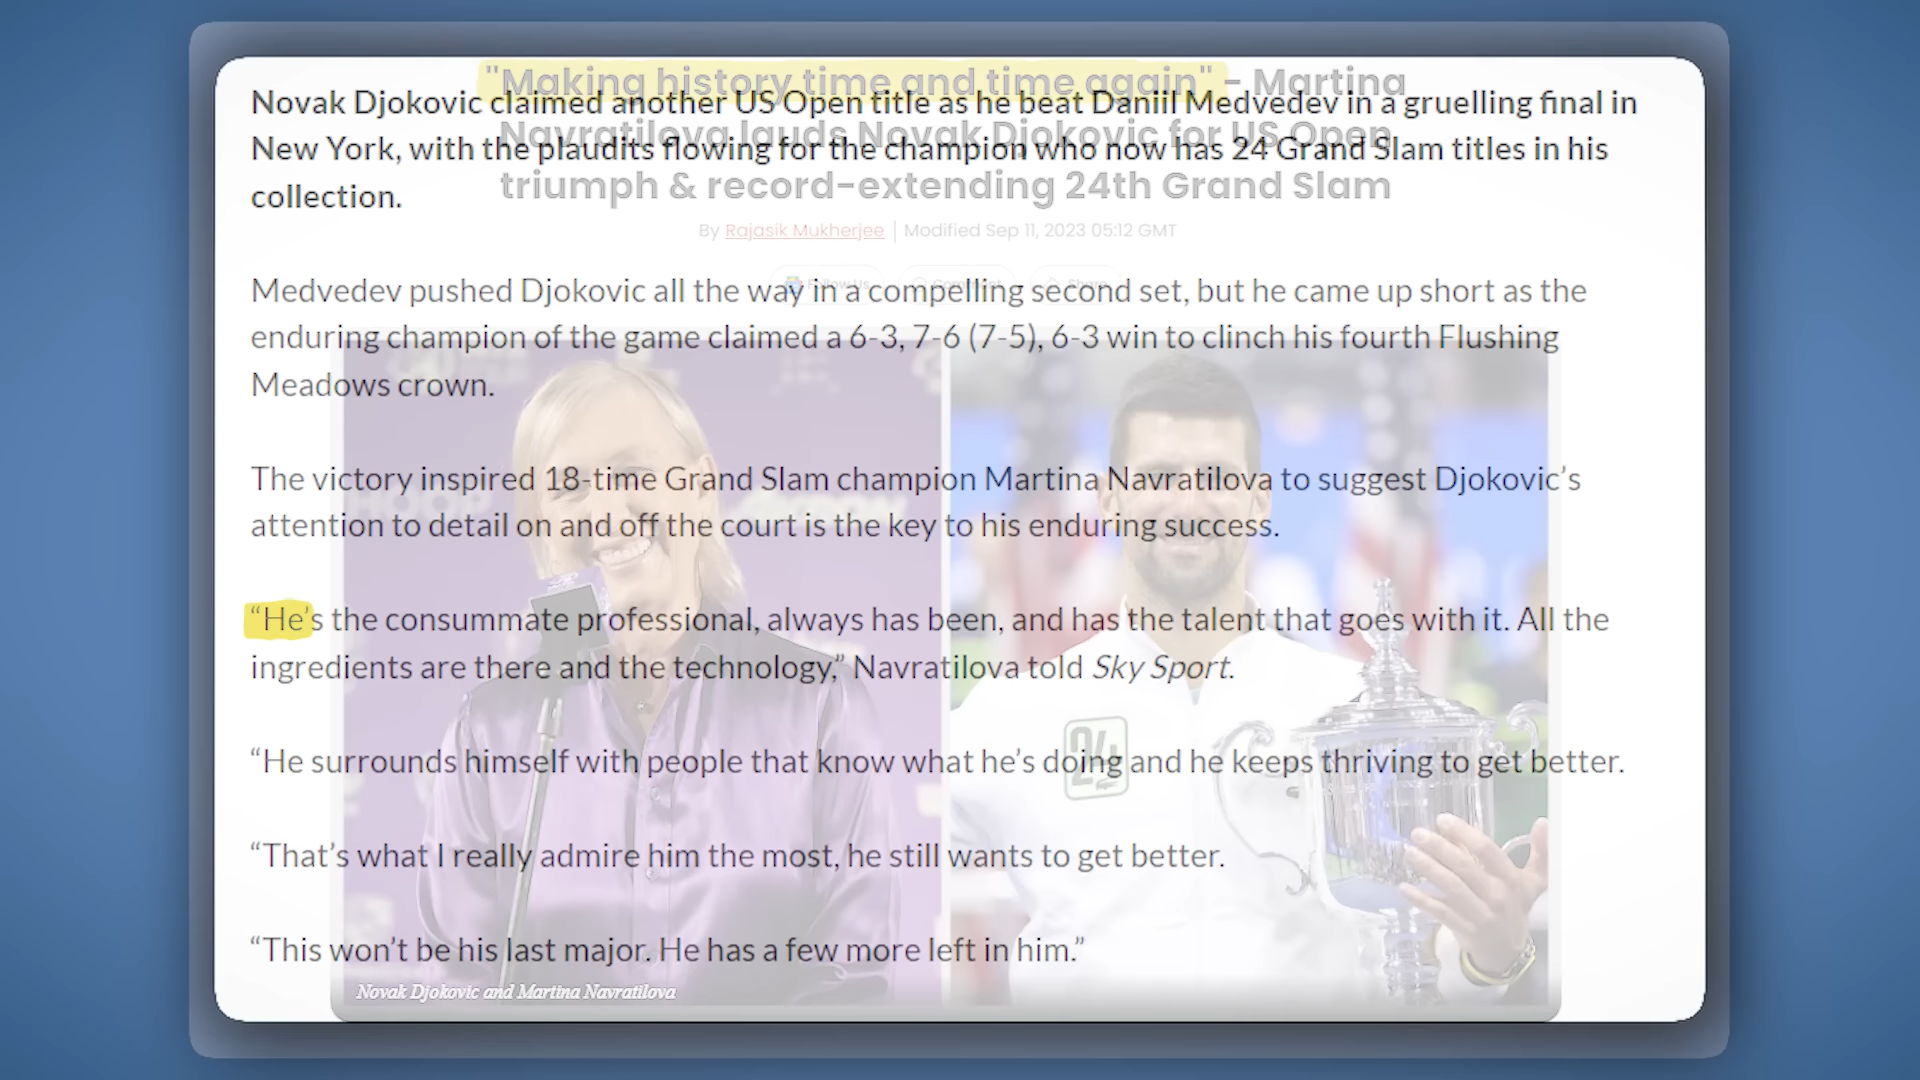 "Making history time and time again" - Martina
Navratilova lauds Novak Djokovic for US Open
triumph & record-extending 24th Grand Slam
By Rajasik Mukherjee | Modified Sep 11, 2023 05:12 GMT
Follow Us Comment Share
Novak Djokovic claimed another US Open title as he beat Daniil Medvedev in a gruelling final in
New York, with the plaudits flowing for the champion who now has 24 Grand Slam titles in his
collection.
Medvedev pushed Djokovic all the way in a compelling second set, but he came up short as the
enduring champion of the game claimed a 6-3, 7-6 (7-5), 6-3 win to clinch his fourth Flushing
Meadows crown.
The victory inspired 18-time Grand Slam champion Martina Navratilova to suggest Djokovic’s
attention to detail on and off the court is the key to his enduring success.
“He’s the consummate professional, always has been, and has the talent that goes with it. All the
ingredients are there and the technology,” Navratilova told Sky Sport.
“He surrounds himself with people that know what he’s doing and he keeps thriving to get better.
24
“That’s what I really admire him the most, he still wants to get better.
“This won’t be his last major. He has a few more left in him.”
Novak Djokovic and Martina Navratilova